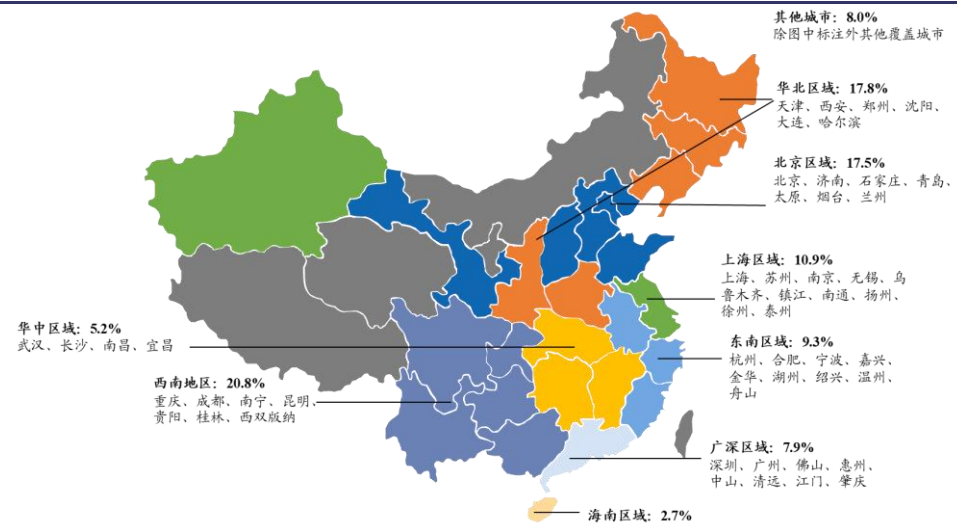 其他城市：8.0%
除图中标注外其他覆盖城市
华北区域：17.8%
天津、西安、郑州、沈阳、
大连、哈尔滨
北京区域：17.5%
北京、济南、石家庄、青岛、
太原、烟台、兰州
上海区域：10.9%
上海、苏州、南京、无锡、乌
鲁木齐、镇江、南通、扬州、
徐州、泰州
华中区域：5.2%
武汉、长沙、南昌、宜昌
东南区域：9.3%
杭州、合肥、宁波、嘉兴、
金华、湖州、绍兴、温州、
舟山
西南地区：20.8%
重庆、成都、南宁、昆明、
贵阳、桂林、西双版纳
广深区域：7.9%
深圳、广州、佛山、惠州、
中山、清远、江门、肇庆
海南区域：2.7%